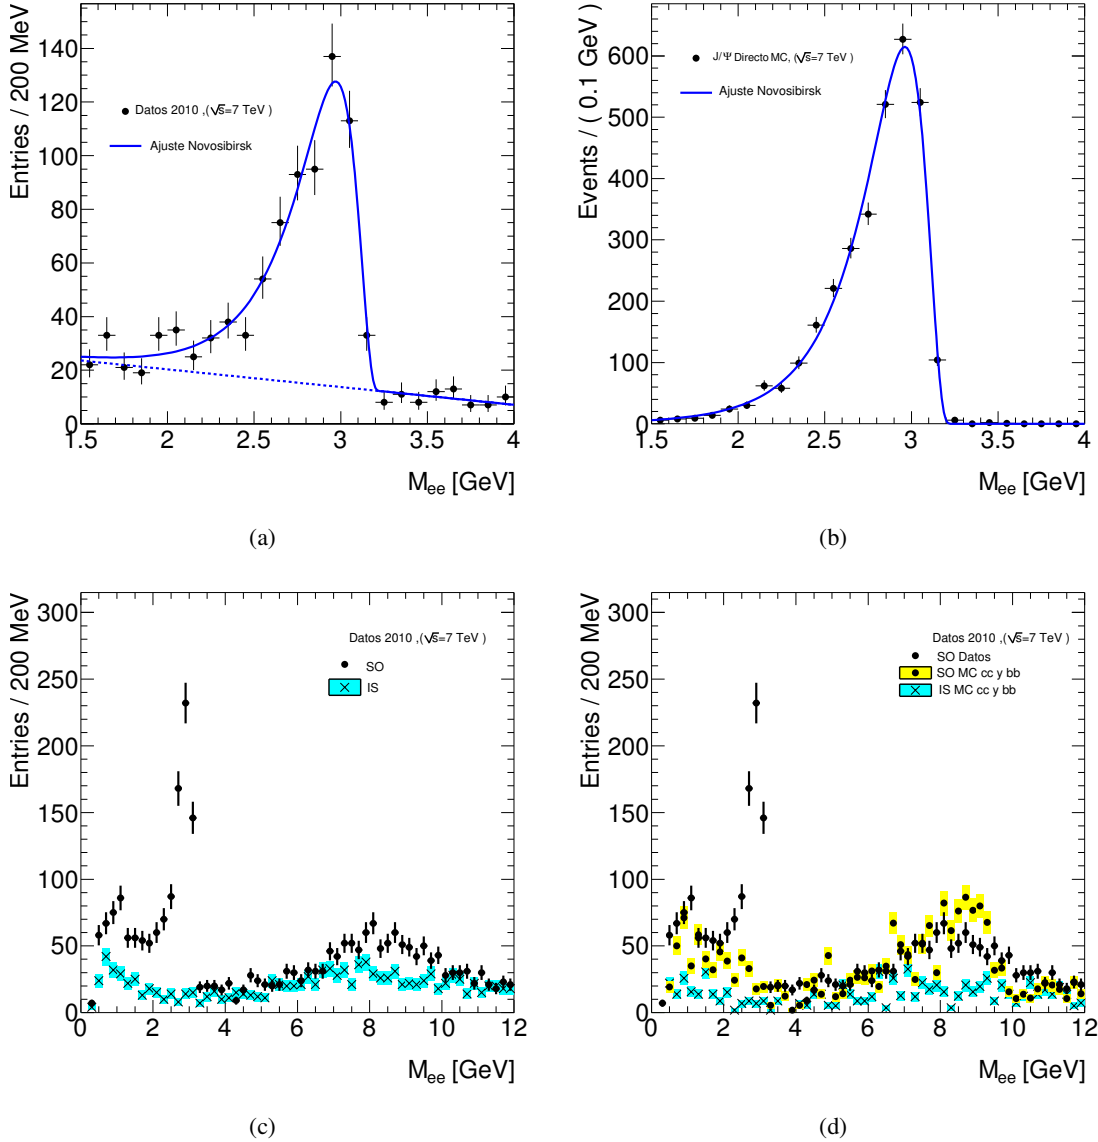 Entries / 200 MeV
140
120
100
80
60
40
20
0
Datos 2010 ,(√s=7 TeV )
Ajuste Novosibirsk
1.5 2 2.5 3 3.5 4
M_ee [GeV]
(a)
Events / ( 0.1 GeV )
600
500
400
300
200
100
0
J/Ψ Directo MC, (√s=7 TeV )
Ajuste Novosibirsk
1.5 2 2.5 3 3.5 4
M_ee [GeV]
(b)
Entries / 200 MeV
300
250
200
150
100
50
0
Datos 2010 ,(√s=7 TeV )
SO
IS
0 2 4 6 8 10 12
M_ee [GeV]
(c)
Entries / 200 MeV
300
250
200
150
100
50
0
Datos 2010 ,(√s=7 TeV )
SO Datos
SO MC cc y bb
IS MC cc y bb
0 2 4 6 8 10 12
M_ee [GeV]
(d)